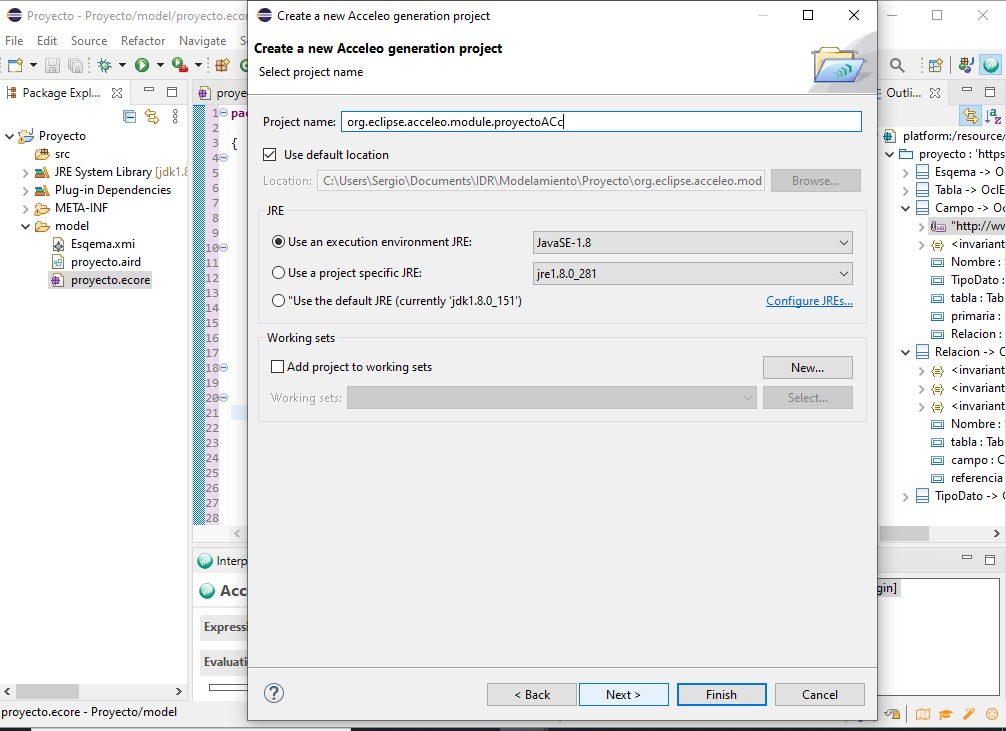 Proyecto - Proyecto/model/proyecto.ecor
Create a new Acceleo generation project
File Edit Source Refactor Navigate
Create a new Acceleo generation project
Select project name
Package Expl...
Project name: org.eclipse.acceleo.module.proyectoACc
Use default location
Location: C:\Users\Sergio\Documents\IDR\Modelamiento\Proyecto\org.eclipse.acceleo.mod
Browse...
JRE
Use an execution environment JRE: JavaSE-1.8
Use a project specific JRE: jre1.8.0_281
"Use the default JRE (currently 'jdk1.8.0_151')
Configure JREs...
Working sets
Add project to working sets
New...
Working sets:
Select...
< Back
Next >
Finish
Cancel
Proyecto
src
JRE System Library [jdk1.8
Plug-in Dependencies
META-INF
model
Esqema.xmi
proyecto.aird
proyecto.ecore
proye
1 pac
2
3 {
4
5
6
7
8
9
10
11
12
13
14
15
16
17
18
19
20
21
22
23
24
25
26
27
28
Interp
Acc
Expressi
Evaluati
Outli...
platform:/resource/
proyecto : 'https
Esqema -> O
Tabla -> OclE
Campo -> Oc
"http://wv
<invariant
Nombre :
TipoDato :
tabla : Tab
primaria :
Relacion :
Relacion -> O
<invariant
<invariant
<invariant
Nombre :
tabla : Tab
campo : C
referencia
TipoDato ->
gin]
proyecto.ecore - Proyecto/model